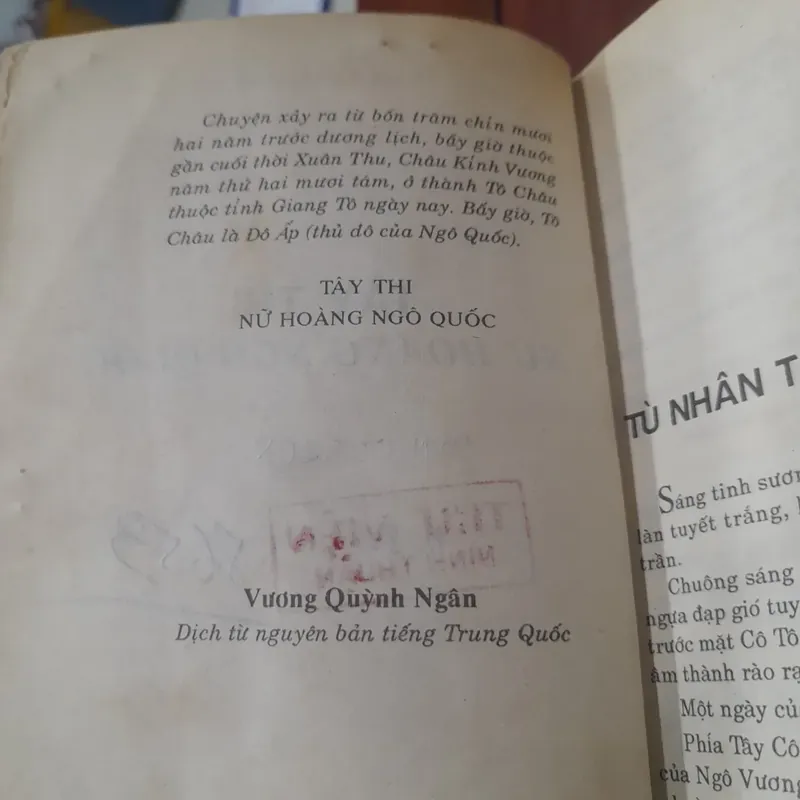 Chuyện xảy ra từ bốn trăm chín mươi
hai năm trước dương lịch, bấy giờ thuộc
gần cuối thời Xuân Thu, Châu Kỉnh Vương
năm thứ hai mươi tám, ở thành Tô Châu
thuộc tỉnh Giang Tô ngày nay. Bấy giờ, Tô
Châu là Đô Ấp (thủ đô của Ngô Quốc).
TÂY THI
NỮ HOÀNG NGÔ QUỐC
Vương Quỳnh Ngân
Dịch từ nguyên bản tiếng Trung Quốc
TÙ NHÂN
Sáng tinh sươn
làn tuyết trắng,
trần.
Chuông sáng
ngựa đạp gió tuy
trước mặt Cô Tô
âm thành rào rạ
Một ngày củ
Phía Tây Cô
của Ngô Vương